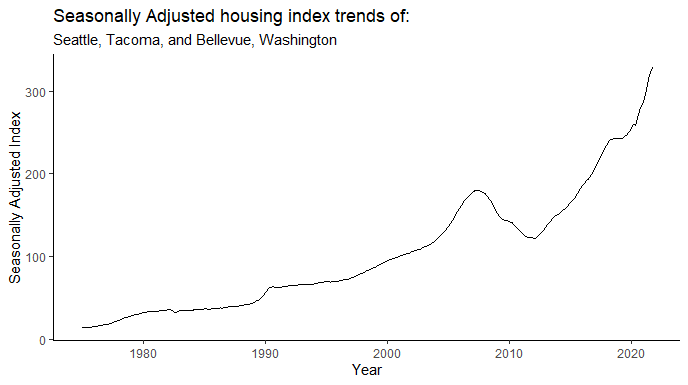 Seasonally Adjusted housing index trends of:
Seattle, Tacoma, and Bellevue, Washington
Seasonally Adjusted Index
300
200
100
0
1980 1990 2000 2010 2020
Year